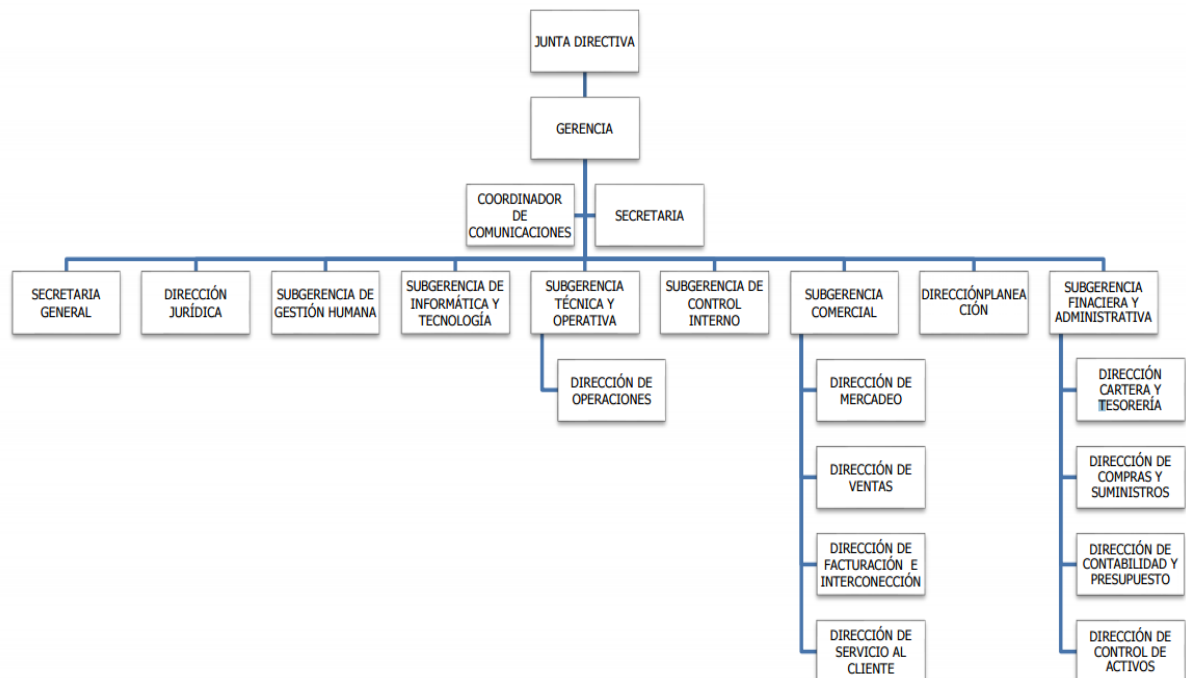 JUNTA DIRECTIVA
GERENCIA
COORDINADOR
DE
COMUNICACIONES
SECRETARIA
SECRETARIA
GENERAL
DIRECCIÓN
JURÍDICA
SUBGERENCIA DE
GESTIÓN HUMANA
SUBGERENCIA DE
INFORMÁTICA Y
TECNOLOGÍA
SUBGERENCIA
TÉCNICA Y
OPERATIVA
SUBGERENCIA DE
CONTROL
INTERNO
SUBGERENCIA
COMERCIAL
DIRECCIÓNPLANEA
CIÓN
SUBGERENCIA
FINACIERA Y
ADMINISTRATIVA
DIRECCIÓN DE
OPERACIONES
DIRECCIÓN DE
MERCADEO
DIRECCIÓN DE
VENTAS
DIRECCIÓN DE
FACTURACIÓN E
INTERCONECCIÓN
DIRECCIÓN DE
SERVICIO AL
CLIENTE
DIRECCIÓN
CARTERA Y
TESORERÍA
DIRECCIÓN DE
COMPRAS Y
SUMINISTROS
DIRECCIÓN DE
CONTABILIDAD Y
PRESUPUESTO
DIRECCIÓN DE
CONTROL DE
ACTIVOS